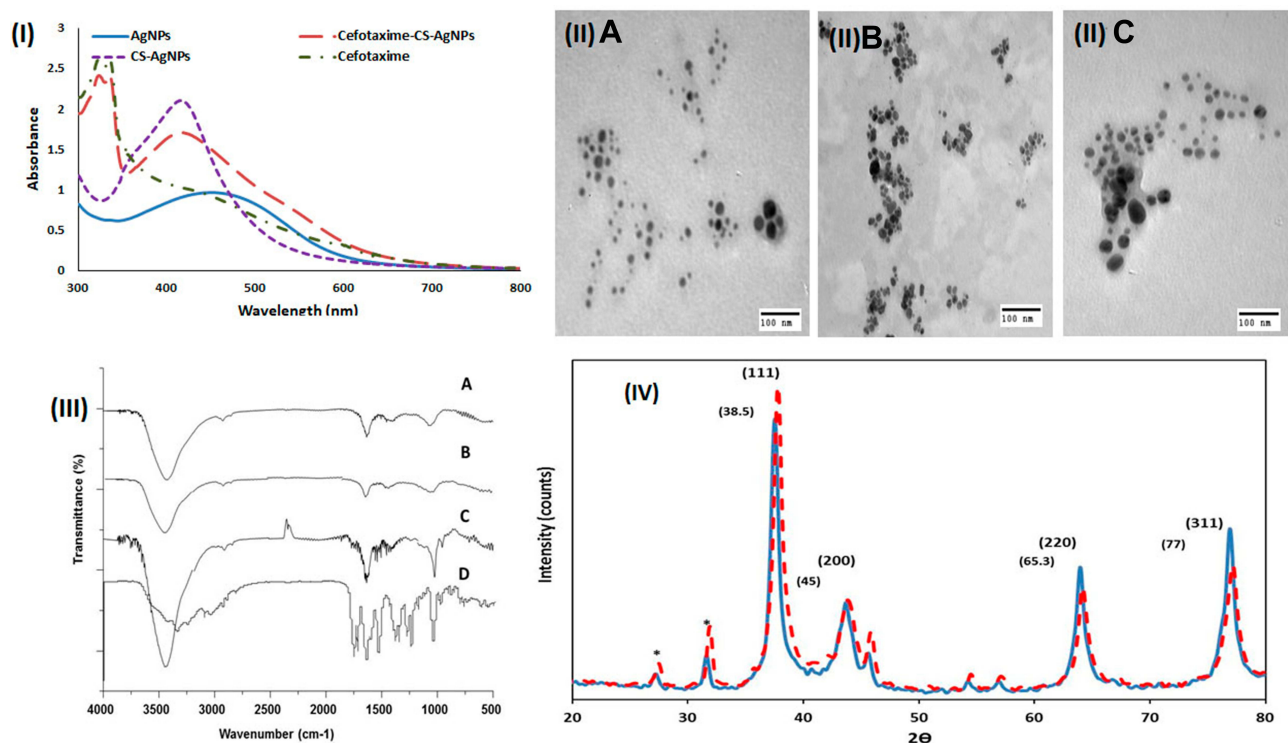 (I)
3
2.5
2
1.5
1
0.5
0
Absorbance
AgNPs
Cefotaxime-CS-AgNPs
CS-AgNPs
Cefotaxime
300 400 500 600 700 800
Wavelength (nm)
(II) A
100 nm
(II) B
100 nm
(II) C
100 nm
(III)
A
B
C
D
Transmittance (%)
4000 3500 3000 2500 2000 1500 1000 500
Wavenumber (cm-1)
(IV)
Intensity (counts)
(111)
(38.5)
(200)
(45)
(220)
(65.3)
(311)
(77)
*
*
20 30 40 50 60 70 80
2Θ